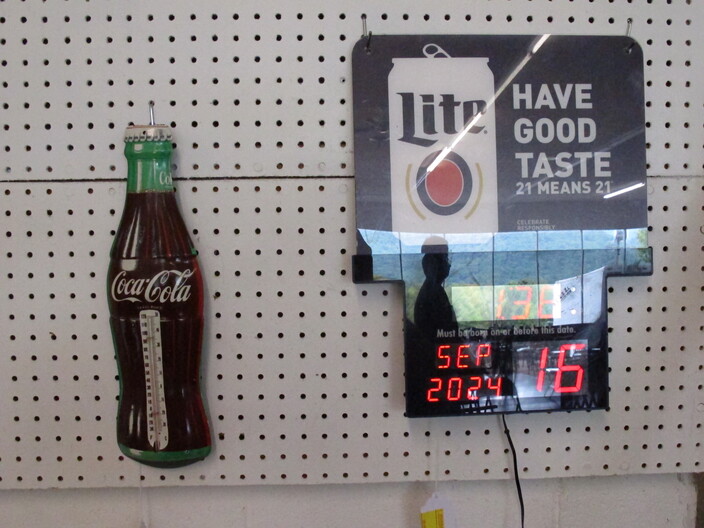 Coca-Cola
Lite
HAVE
GOOD
TASTE
21 MEANS 21
CELEBRATE
RESPONSIBLY
Must be born on or before this date.
SEP
16
2024